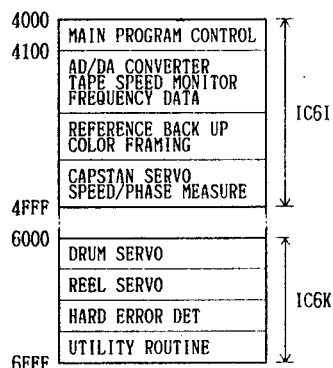 4000
MAIN PROGRAM CONTROL
4100
AD/DA CONVERTER
TAPE SPEED MONITOR
FREQUENCY DATA
REFERENCE BACK UP
COLOR FRAMING
CAPSTAN SERVO
SPEED/PHASE MEASURE
4FFF
IC6I
6000
DRUM SERVO
REEL SERVO
HARD ERROR DET
UTILITY ROUTINE
6FFF
IC6K